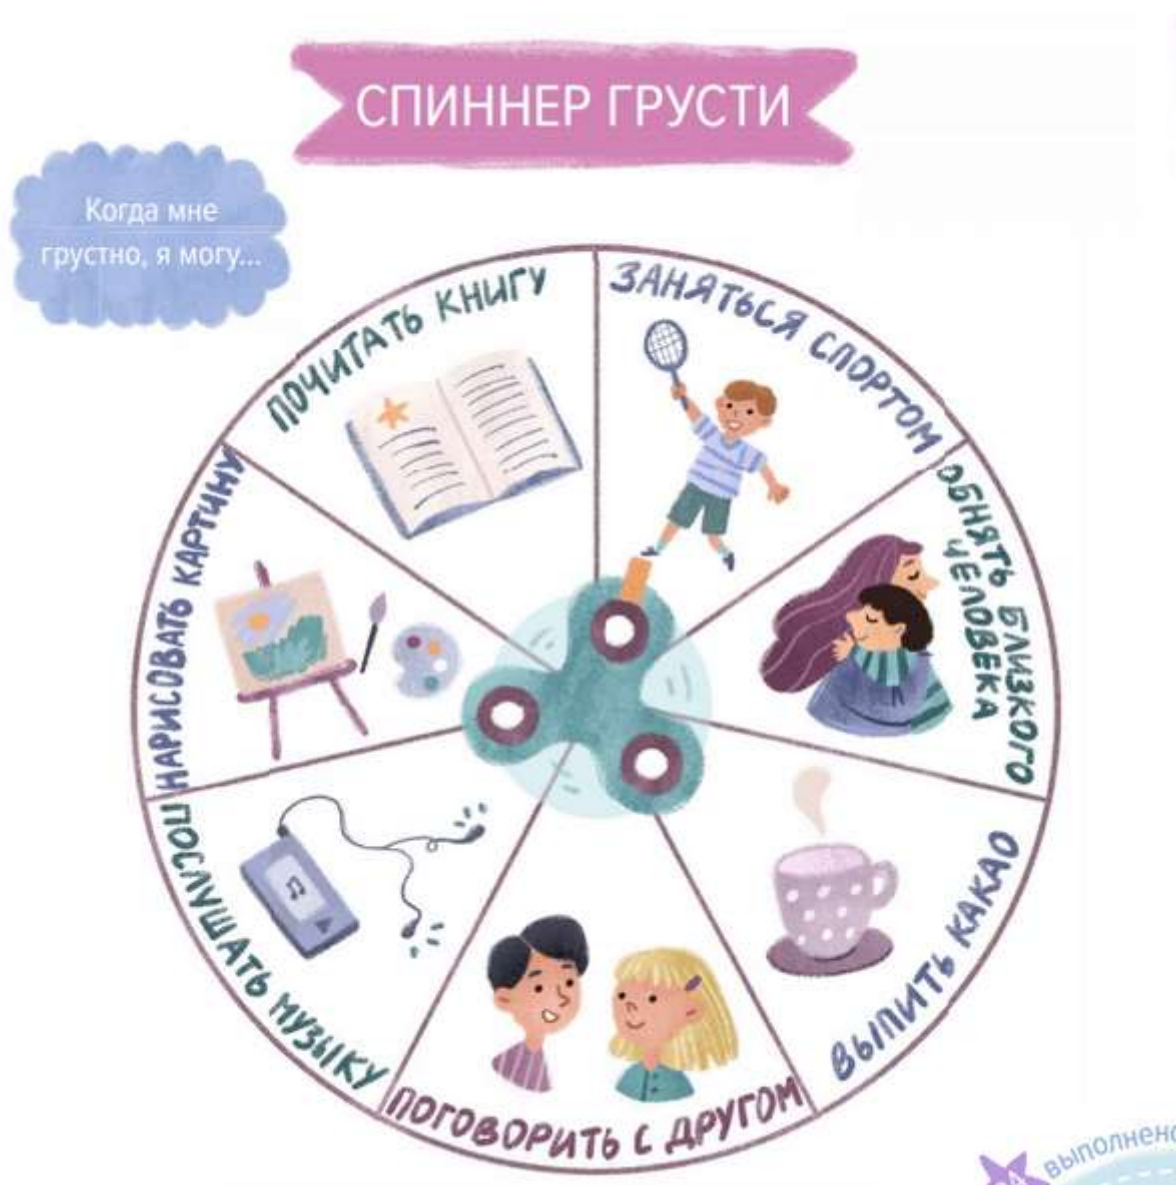 СПИННЕР ГРУСТИ
Когда мне
грустно, я могу...
ПОЧИТАТЬ КНИГУ
ЗАНЯТЬСЯ СПОРТОМ
ОБНЯТЬ БЛИЗКОГО
ЧЕЛОВЕКА
ВЫПИТЬ КАКАО
ПОГОВОРИТЬ С ДРУГОМ
ПОСЛУШАТЬ МУЗЫКУ
НАРИСОВАТЬ КАРТИНУ